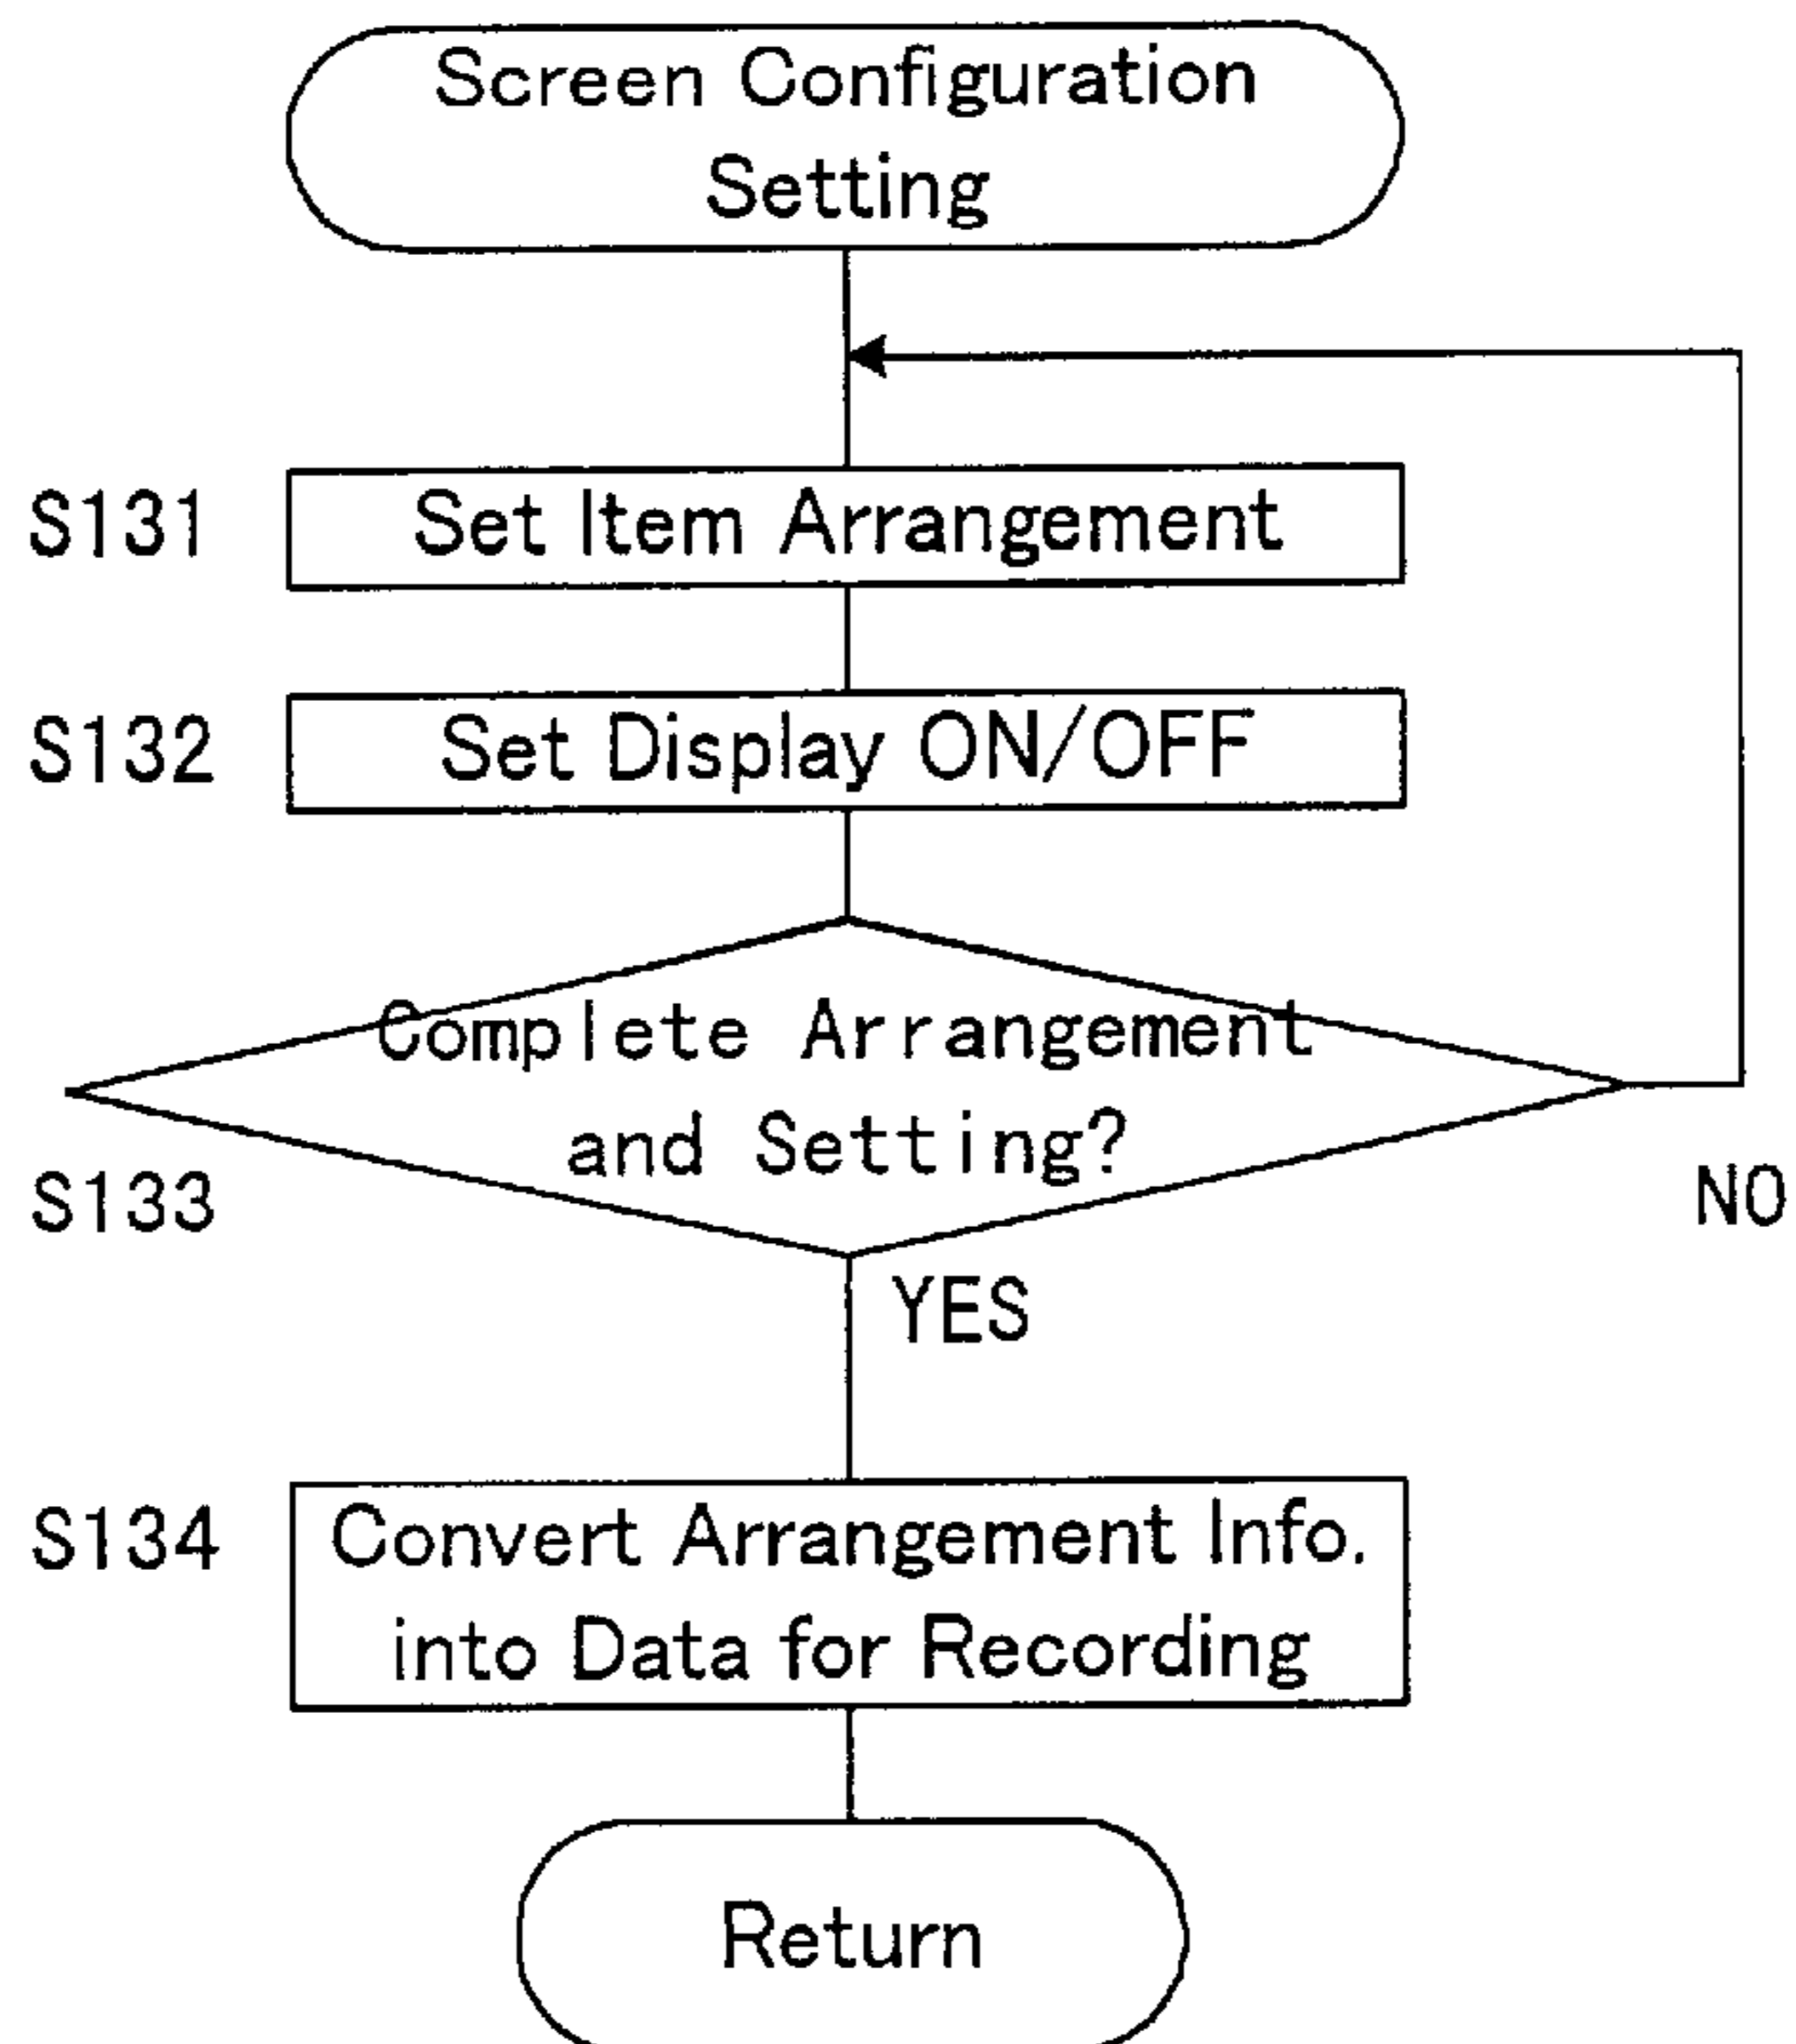 Screen Configuration
Setting
S131
Set Item Arrangement
S132
Set Display ON/OFF
Complete Arrangement
and Setting?
S133
NO
YES
S134
Convert Arrangement Info.
into Data for Recording
Return